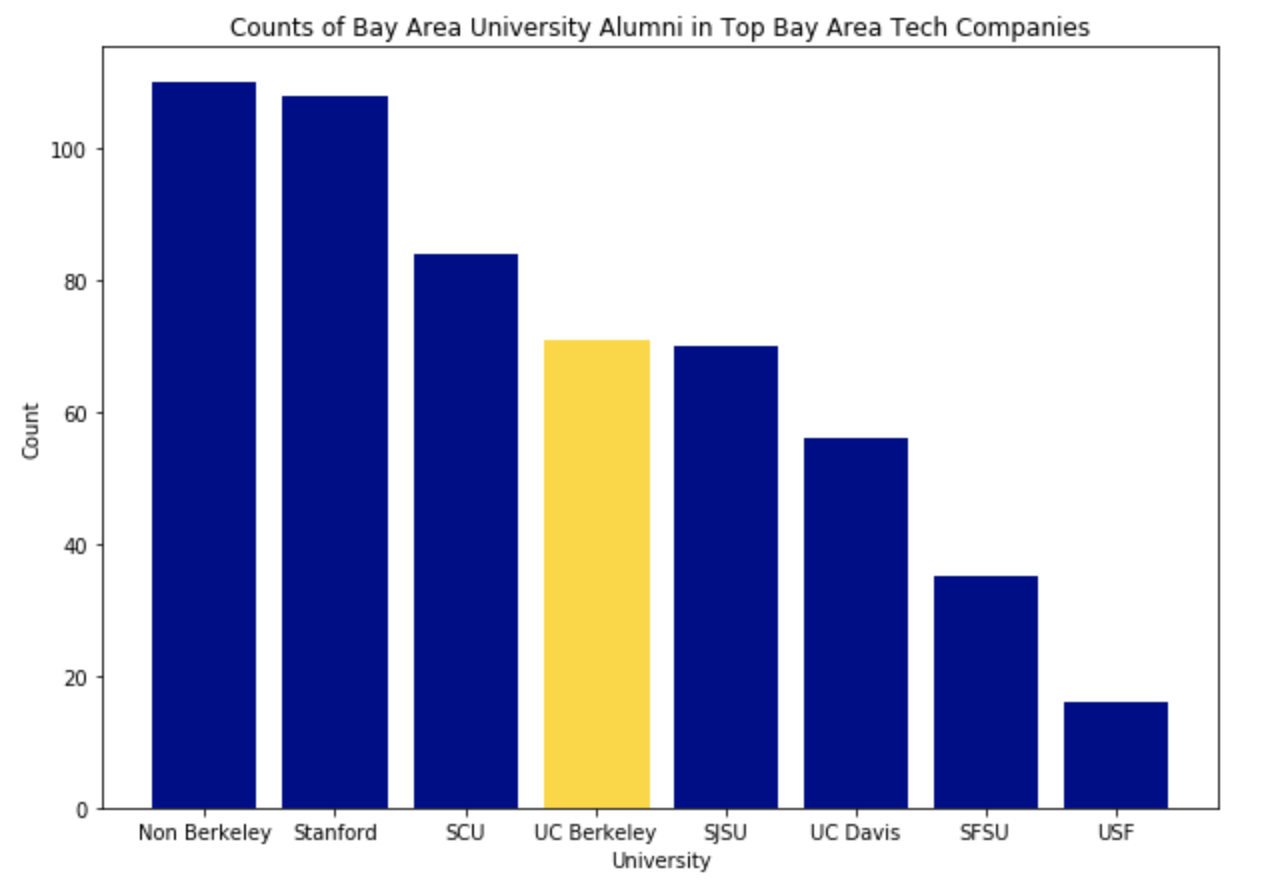 Counts of Bay Area University Alumni in Top Bay Area Tech Companies
100
80
60
40
20
0
Count
Non Berkeley Stanford SCU UC Berkeley SJSU UC Davis SFSU USF
University